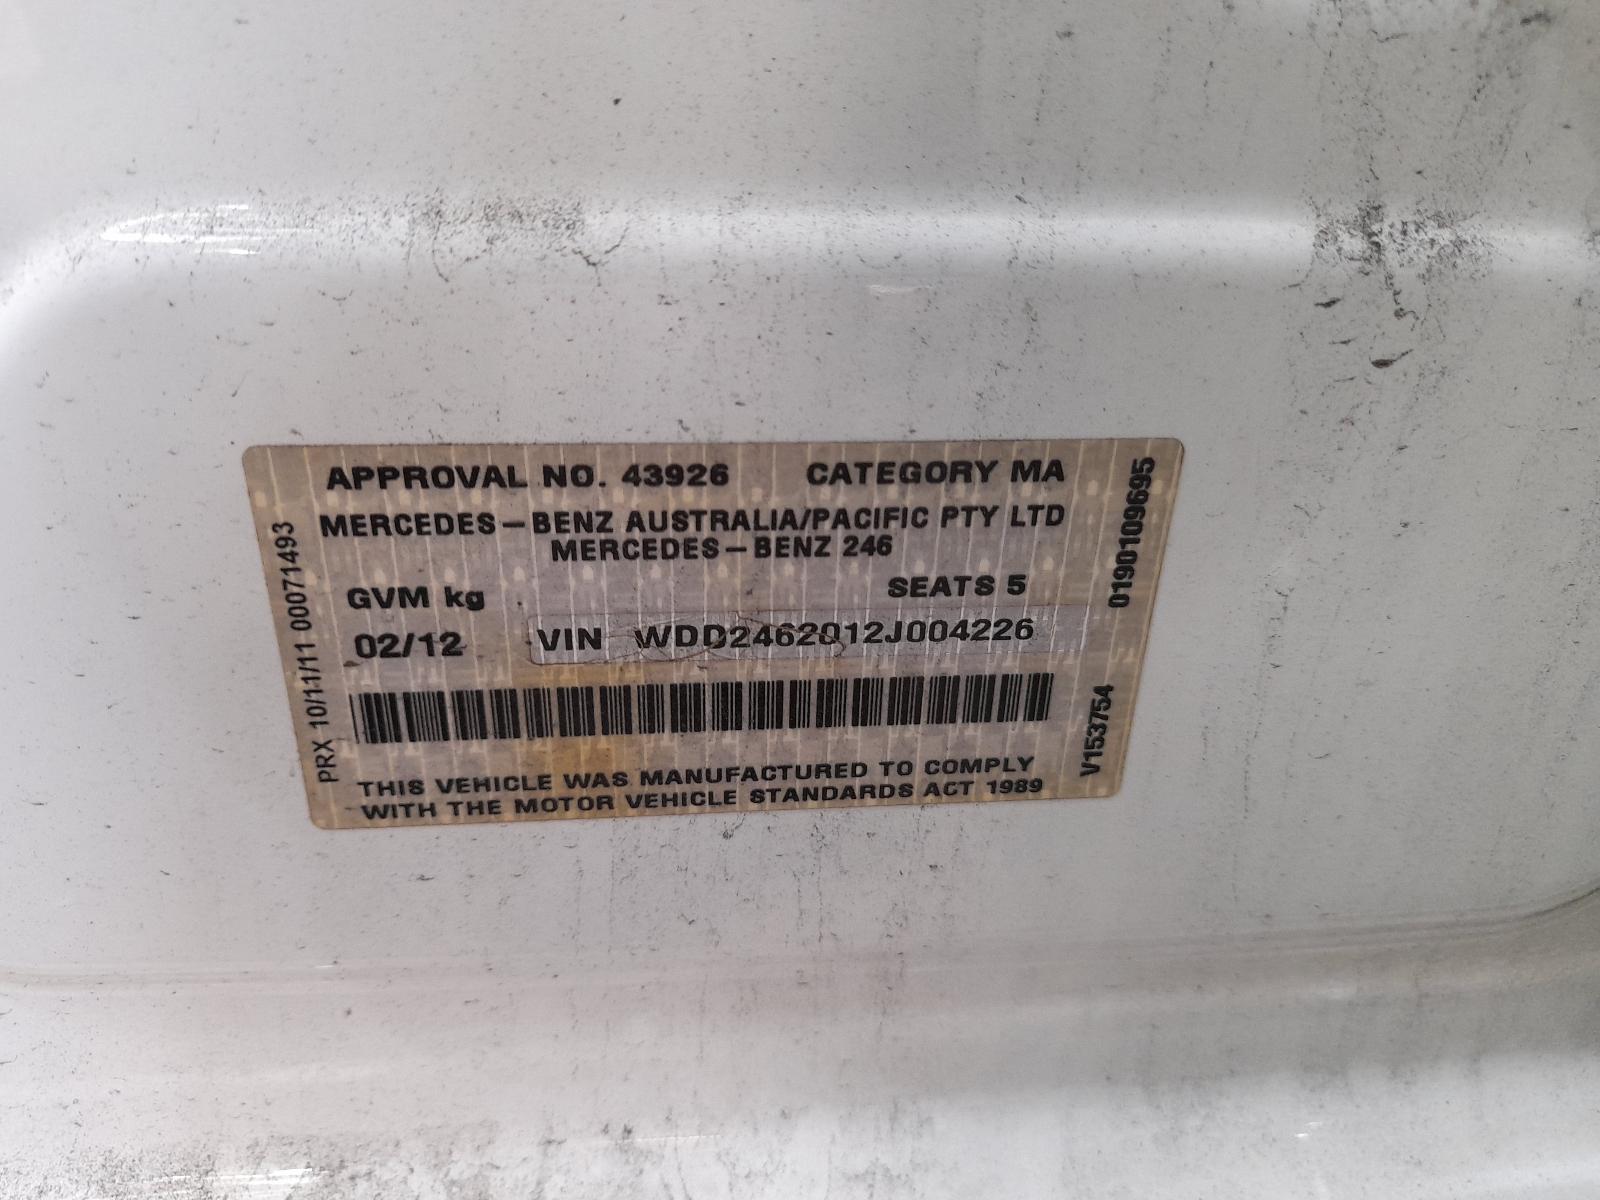 APPROVAL NO. 43926 CATEGORY MA
MERCEDES-BENZ AUSTRALIA/PACIFIC PTY LTD
MERCEDES-BENZ 246
GVM kg SEATS 5
02/12 VIN WDD2462012J004226
THIS VEHICLE WAS MANUFACTURED TO COMPLY
WITH THE MOTOR VEHICLE STANDARDS ACT 1989
PRX 10/11/11 00071493
V153754 0190109695